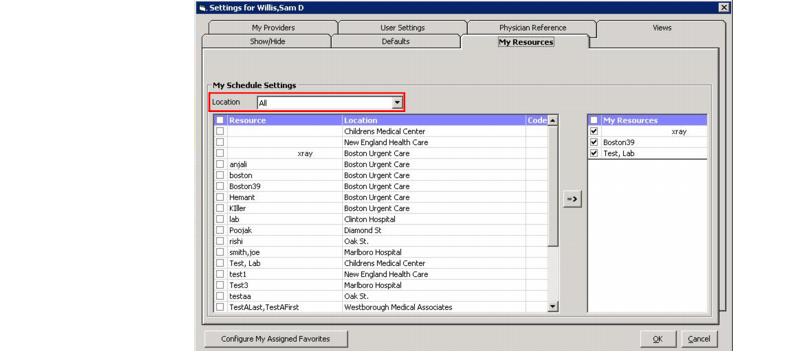 Settings for Willis,Sam D
My Providers User Settings Physician Reference Views
Show/Hide Defaults My Resources
My Schedule Settings
Location All
Resource Location Code My Resources
Childrens Medical Center xray
New England Health Care Boston39
xray Boston Urgent Care Test, Lab
anjali Boston Urgent Care
boston Boston Urgent Care
Boston39 Boston Urgent Care
Hemant Boston Urgent Care
KIller Boston Urgent Care
lab Clinton Hospital
Poojak Diamond St
rishi Oak St.
smith,joe Marlboro Hospital
Test, Lab Childrens Medical Center
test1 New England Health Care
Test3 Marlboro Hospital
testaa Oak St.
TestALast,TestAFirst Westborough Medical Associates
Configure My Assigned Favorites OK Cancel